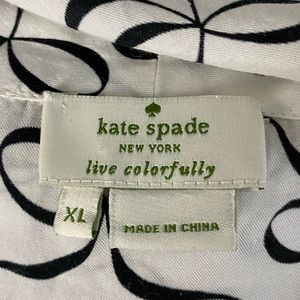 kate spade
NEW YORK
live colorfully
XL
MADE IN CHINA